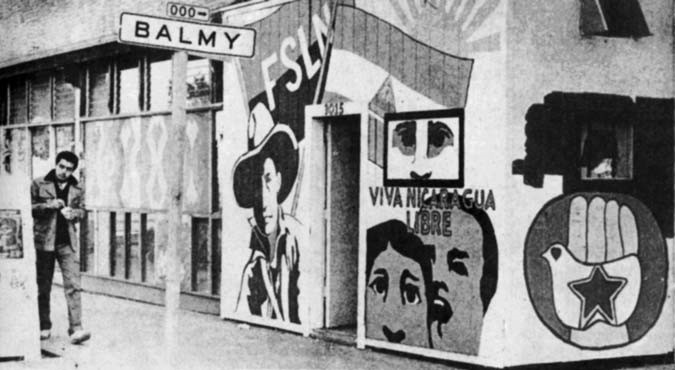 000→
BALMY
FSLN
3015
VIVA NICARAGUA
LIBRE